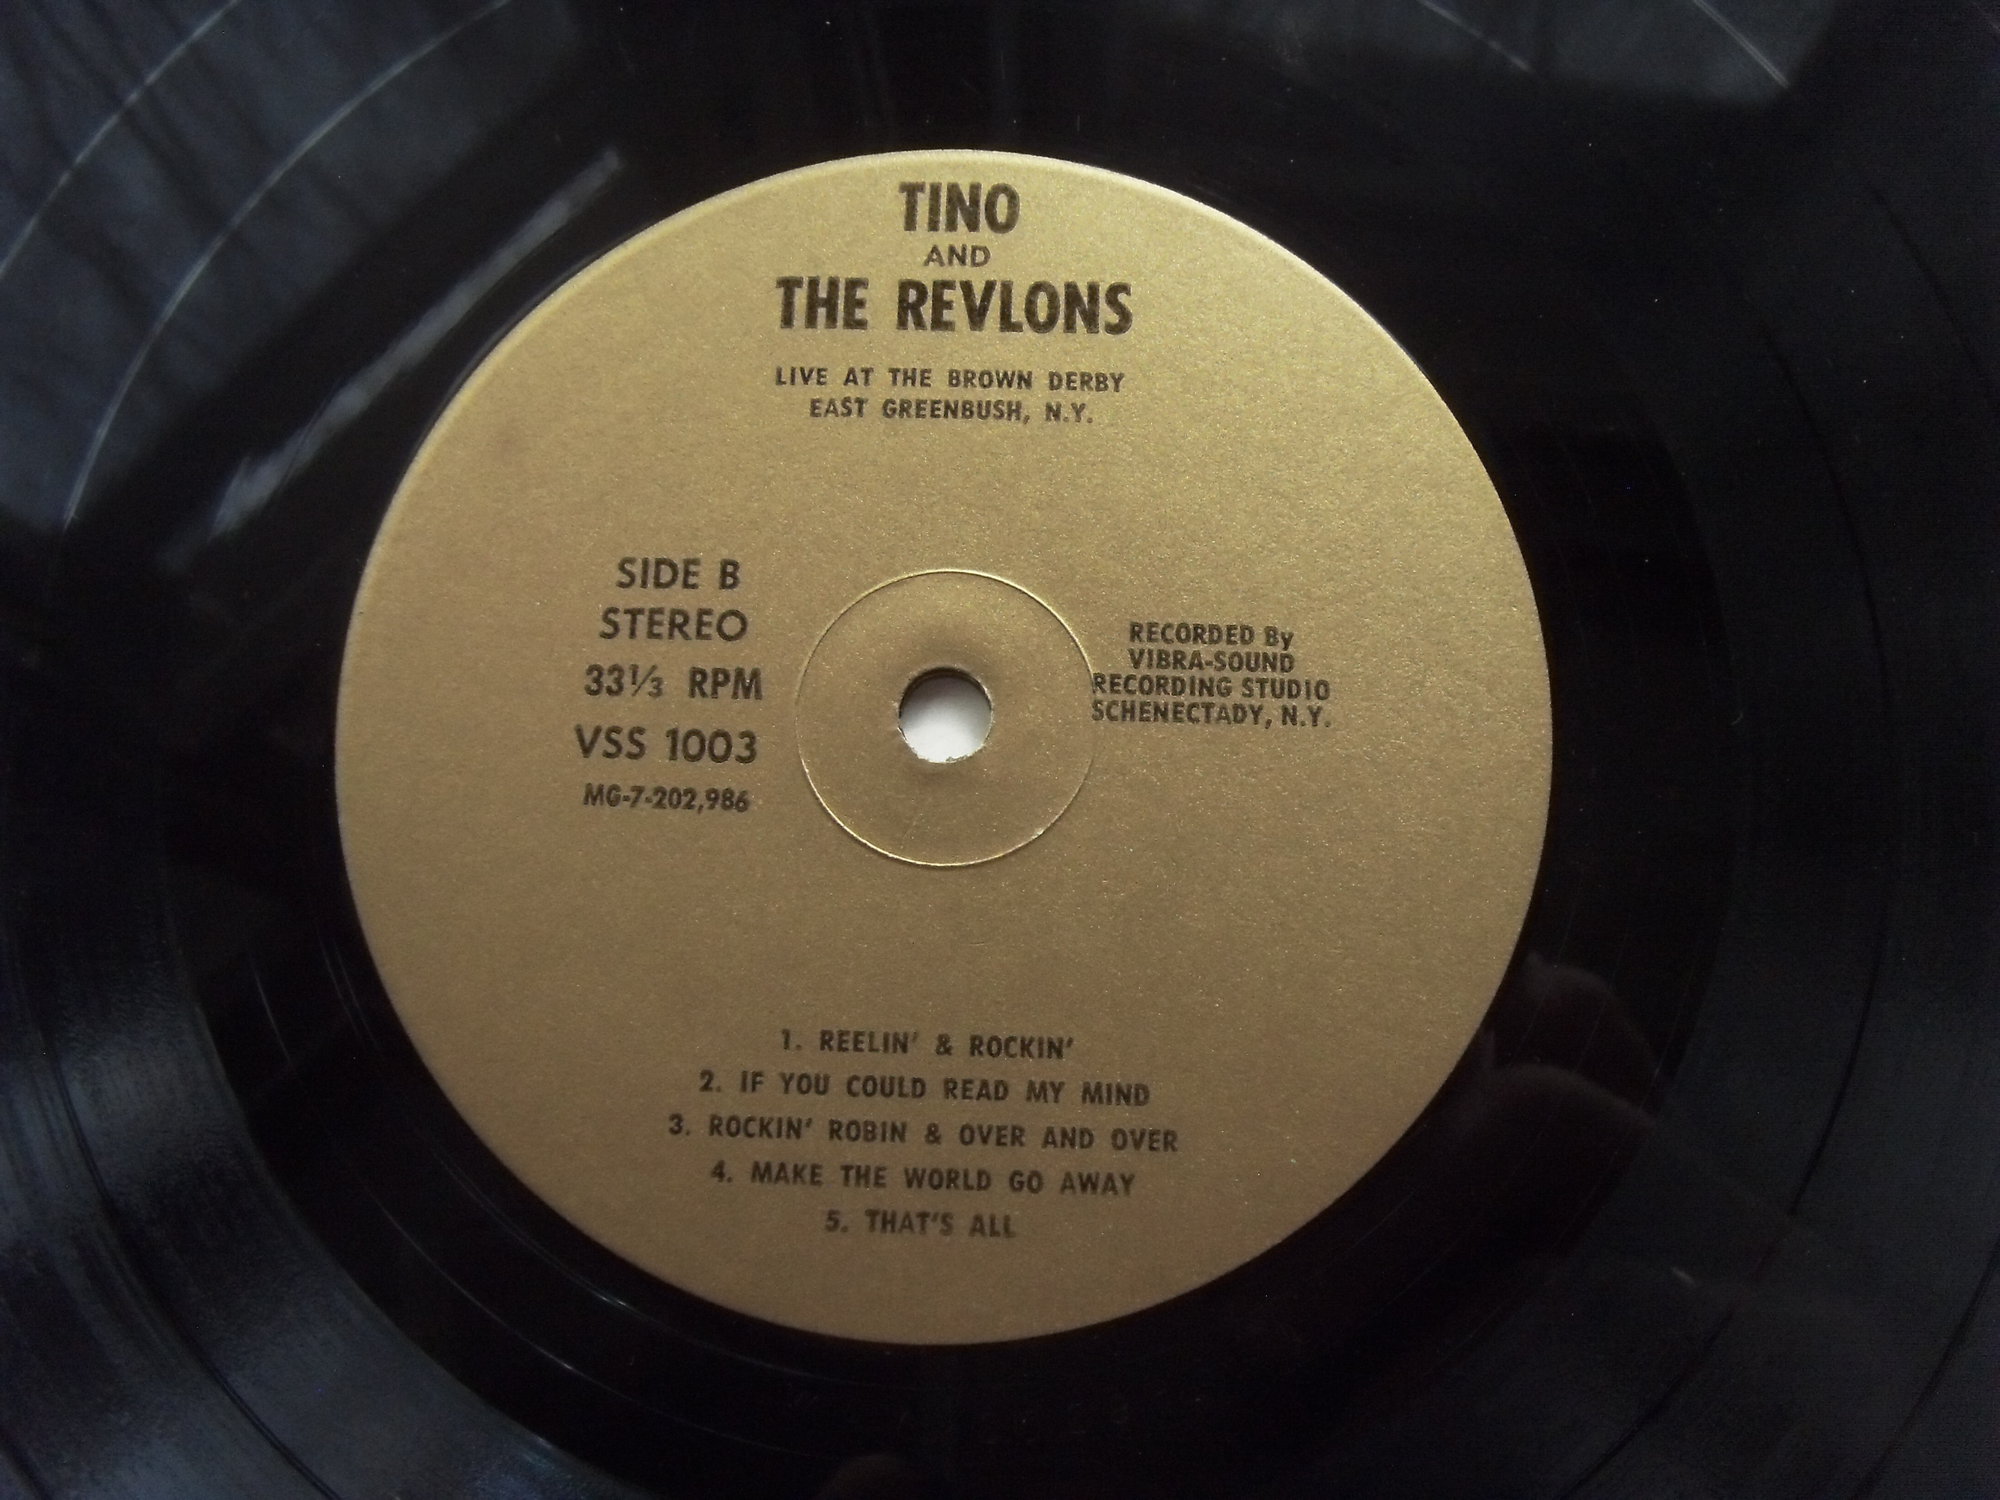 TINO
AND
THE REVLONS
LIVE AT THE BROWN DERBY
EAST GREENBUSH, N.Y.
SIDE B
STEREO
33⅓ RPM
VSS 1003
MG-7-202,986
RECORDED By
VIBRA-SOUND
RECORDING STUDIO
SCHENECTADY, N.Y.
1. REELIN' & ROCKIN'
2. IF YOU COULD READ MY MIND
3. ROCKIN' ROBIN & OVER AND OVER
4. MAKE THE WORLD GO AWAY
5. THAT'S ALL